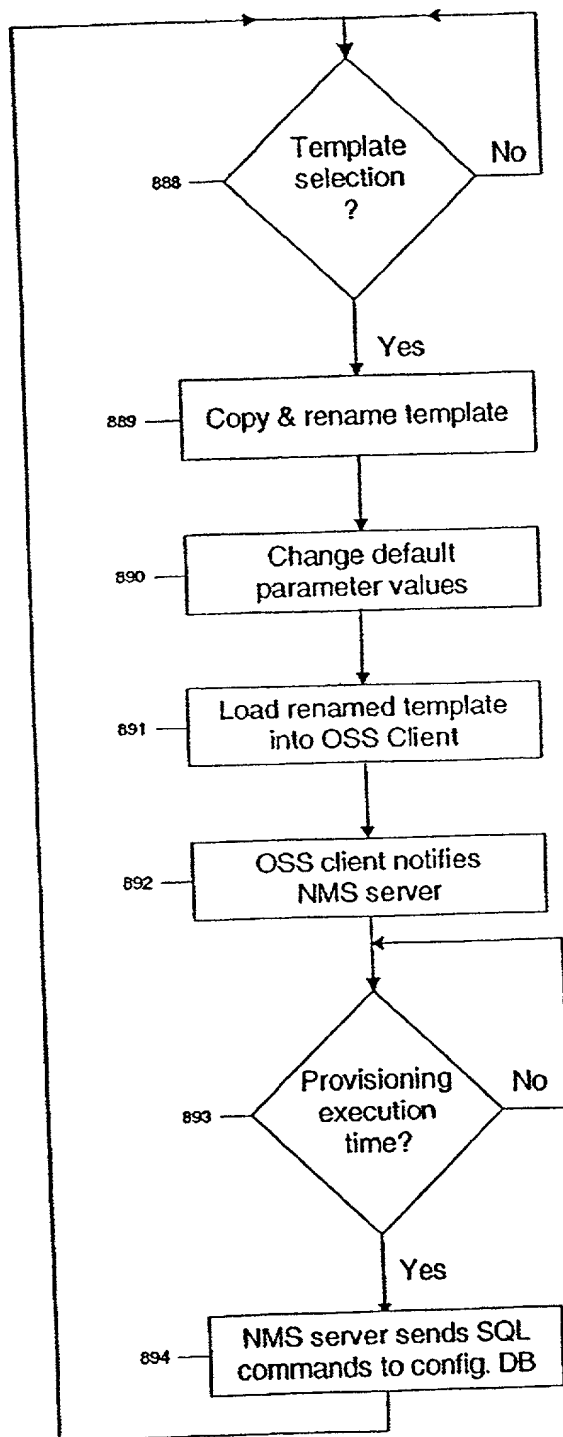 Template
selection
?
No
888
Yes
889
Copy & rename template
890
Change default
parameter values
891
Load renamed template
into OSS Client
892
OSS client notifies
NMS server
893
Provisioning
execution
time?
No
Yes
894
NMS server sends SQL
commands to config. DB